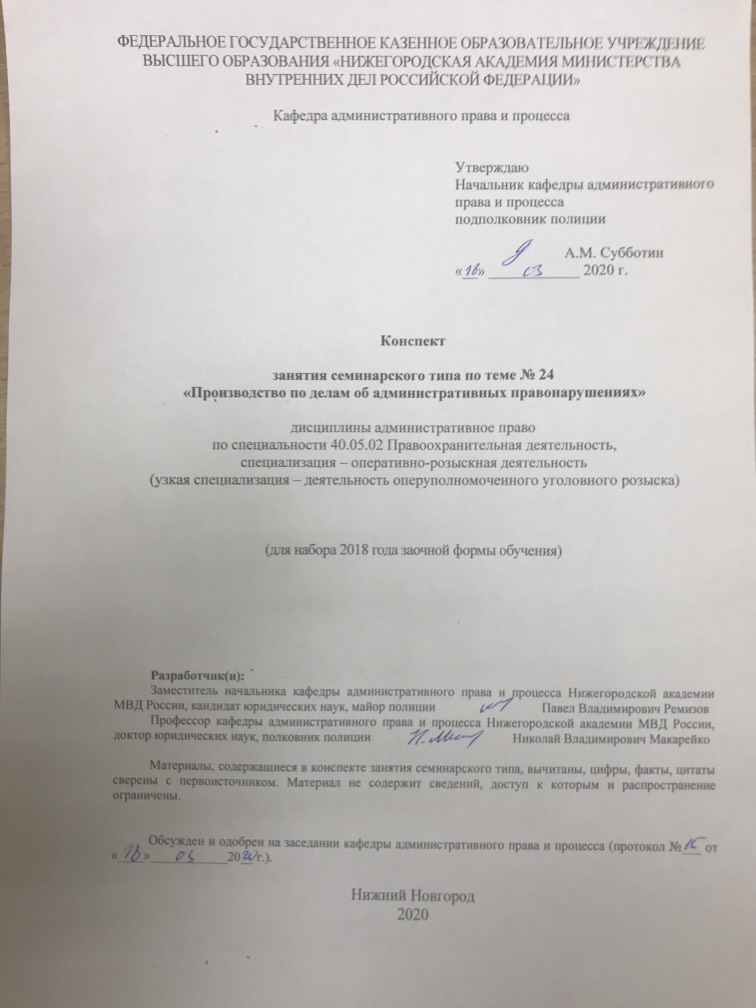 ФЕДЕРАЛЬНОЕ ГОСУДАРСТВЕННОЕ КАЗЕННОЕ ОБРАЗОВАТЕЛЬНОЕ УЧРЕЖДЕНИЕ
ВЫСШЕГО ОБРАЗОВАНИЯ «НИЖЕГОРОДСКАЯ АКАДЕМИЯ МИНИСТЕРСТВА
ВНУТРЕННИХ ДЕЛ РОССИЙСКОЙ ФЕДЕРАЦИИ»
Кафедра административного права и процесса
Утверждаю
Начальник кафедры административного
права и процесса
подполковник полиции
А.М. Субботин
«18» 03 2020 г.
Конспект
занятия семинарского типа по теме № 24
«Производство по делам об административных правонарушениях»
дисциплины административное право
по специальности 40.05.02 Правоохранительная деятельность,
специализация – оперативно-розыскная деятельность
(узкая специализация – деятельность оперуполномоченного уголовного розыска)
(для набора 2018 года заочной формы обучения)
Разработчик(и):
Заместитель начальника кафедры административного права и процесса Нижегородской академии
МВД России, кандидат юридических наук, майор полиции Павел Владимирович Ремизов
Профессор кафедры административного права и процесса Нижегородской академии МВД России,
доктор юридических наук, полковник полиции Николай Владимирович Макарейко
Материалы, содержащиеся в конспекте занятия семинарского типа, вычитаны, цифры, факты, цитаты
сверены с первоисточником. Материал не содержит сведений, доступ к которым и распространение
ограничены.
Обсужден и одобрен на заседании кафедры административного права и процесса (протокол № от
«18» 03 2020 г.).
Нижний Новгород
2020